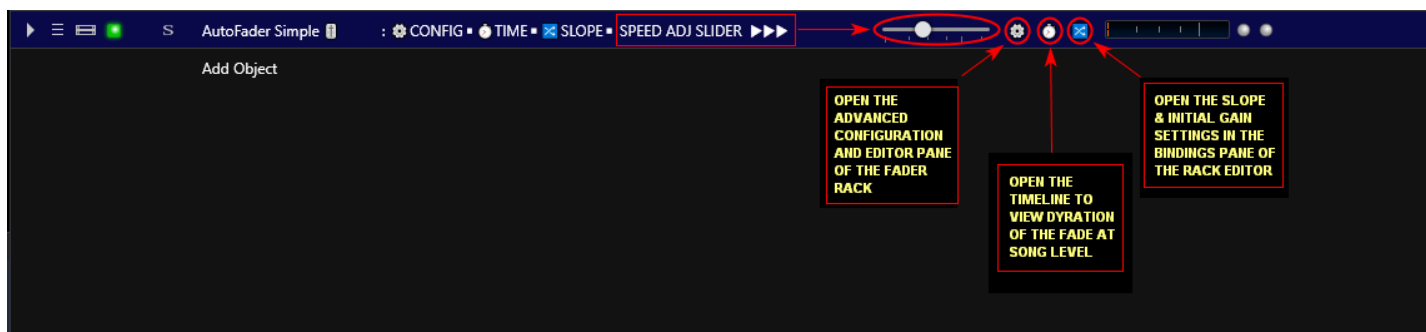 S AutoFader Simple : CONFIG ▪ TIME ▪ SLOPE ▪ SPEED ADJ SLIDER ▶▶▶
Add Object
OPEN THE
ADVANCED
CONFIGURATION
AND EDITOR PANE
OF THE FADER
RACK
OPEN THE
TIMELINE TO
VIEW DYRATION
OF THE FADE AT
SONG LEVEL
OPEN THE SLOPE
& INITIAL GAIN
SETTINGS IN THE
BINDINGS PANE OF
THE RACK EDITOR